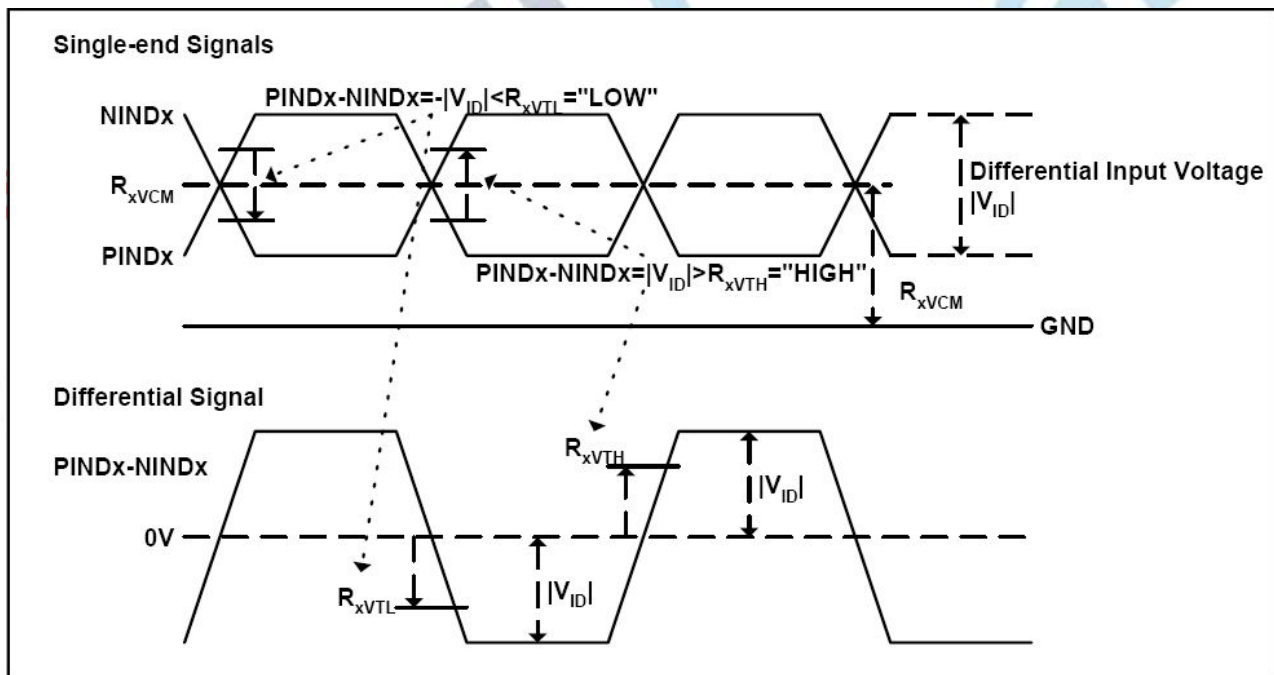 Single-end Signals
PINDx-NINDx=-|VID|<RxVTL="LOW"
NINDx
RxVCM
Differential Input Voltage
|VID|
PINDx
PINDx-NINDx=|VID|>RxVTH="HIGH"
RxVCM
GND
Differential Signal
PINDx-NINDx
RxVTH
|VID|
0V
RxVTL
|VID|